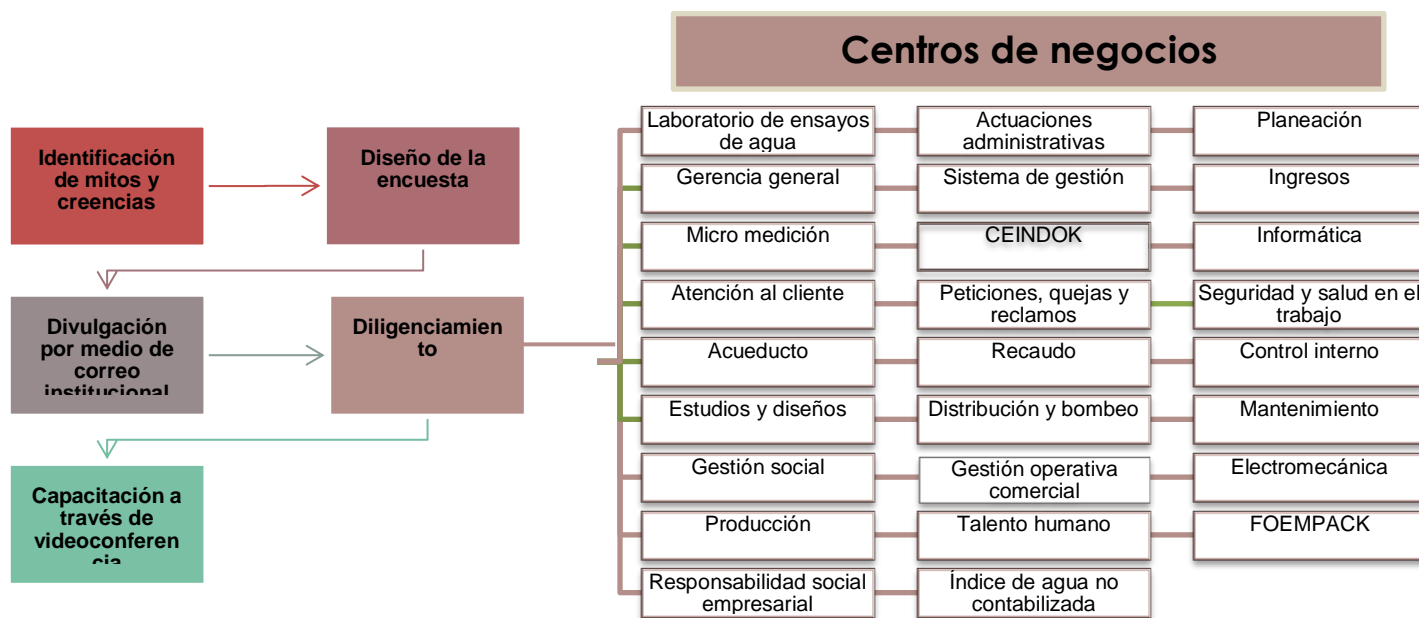 Centros de negocios
Identificación
de mitos y
creencias
Diseño de la
encuesta
Divulgación
por medio de
correo
institucional
Diligenciamie
nto
Capacitación a
través de
videoconferen
cia
Laboratorio de ensayos
de agua
Actuaciones
administrativas
Planeación
Gerencia general
Sistema de gestión
Ingresos
Micro medición
CEINDOK
Informática
Atención al cliente
Peticiones, quejas y
reclamos
Seguridad y salud en el
trabajo
Acueducto
Recaudo
Control interno
Estudios y diseños
Distribución y bombeo
Mantenimiento
Gestión social
Gestión operativa
comercial
Electromecánica
Producción
Talento humano
FOEMPACK
Responsabilidad social
empresarial
Índice de agua no
contabilizada